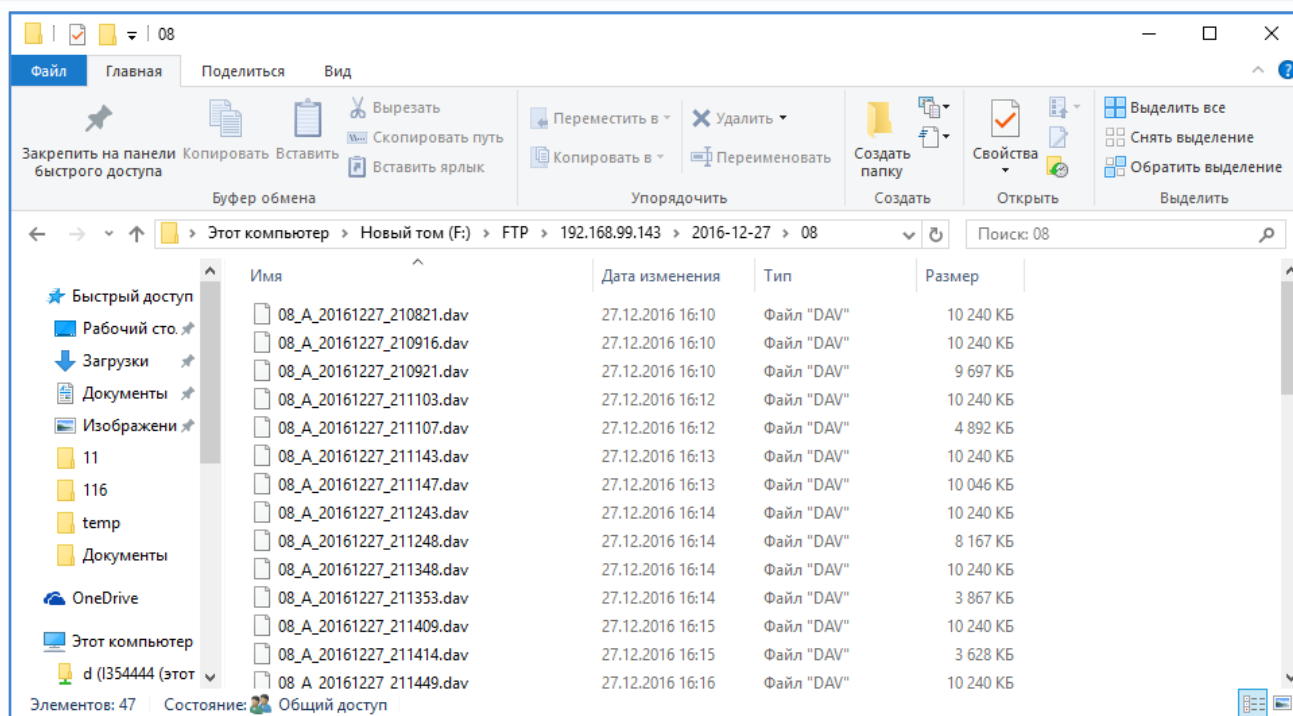 08
Файл Главная Поделиться Вид
Закрепить на панели быстрого доступа
Копировать
Вставить
Вырезать
Скопировать путь
Вставить ярлык
Буфер обмена
Переместить в
Копировать в
Удалить
Переименовать
Упорядочить
Создать папку
Создать
Свойства
Открыть
Выделить все
Снять выделение
Обратить выделение
Выделить
Этот компьютер > Новый том (F:) > FTP > 192.168.99.143 > 2016-12-27 > 08
Поиск: 08
Быстрый доступ
Рабочий сто.
Загрузки
Документы
Изображени
11
116
temp
Документы
OneDrive
Этот компьютер
d (I354444 (этот
Имя Дата изменения Тип Размер
08_A_20161227_210821.dav 27.12.2016 16:10 Файл "DAV" 10 240 КБ
08_A_20161227_210916.dav 27.12.2016 16:10 Файл "DAV" 10 240 КБ
08_A_20161227_210921.dav 27.12.2016 16:10 Файл "DAV" 9 697 КБ
08_A_20161227_211103.dav 27.12.2016 16:12 Файл "DAV" 10 240 КБ
08_A_20161227_211107.dav 27.12.2016 16:12 Файл "DAV" 4 892 КБ
08_A_20161227_211143.dav 27.12.2016 16:13 Файл "DAV" 10 240 КБ
08_A_20161227_211147.dav 27.12.2016 16:13 Файл "DAV" 10 046 КБ
08_A_20161227_211243.dav 27.12.2016 16:14 Файл "DAV" 10 240 КБ
08_A_20161227_211248.dav 27.12.2016 16:14 Файл "DAV" 8 167 КБ
08_A_20161227_211348.dav 27.12.2016 16:14 Файл "DAV" 10 240 КБ
08_A_20161227_211353.dav 27.12.2016 16:14 Файл "DAV" 3 867 КБ
08_A_20161227_211409.dav 27.12.2016 16:15 Файл "DAV" 10 240 КБ
08_A_20161227_211414.dav 27.12.2016 16:15 Файл "DAV" 3 628 КБ
08_A_20161227_211449.dav 27.12.2016 16:16 Файл "DAV" 10 240 КБ
Элементов: 47 Состояние: Общий доступ